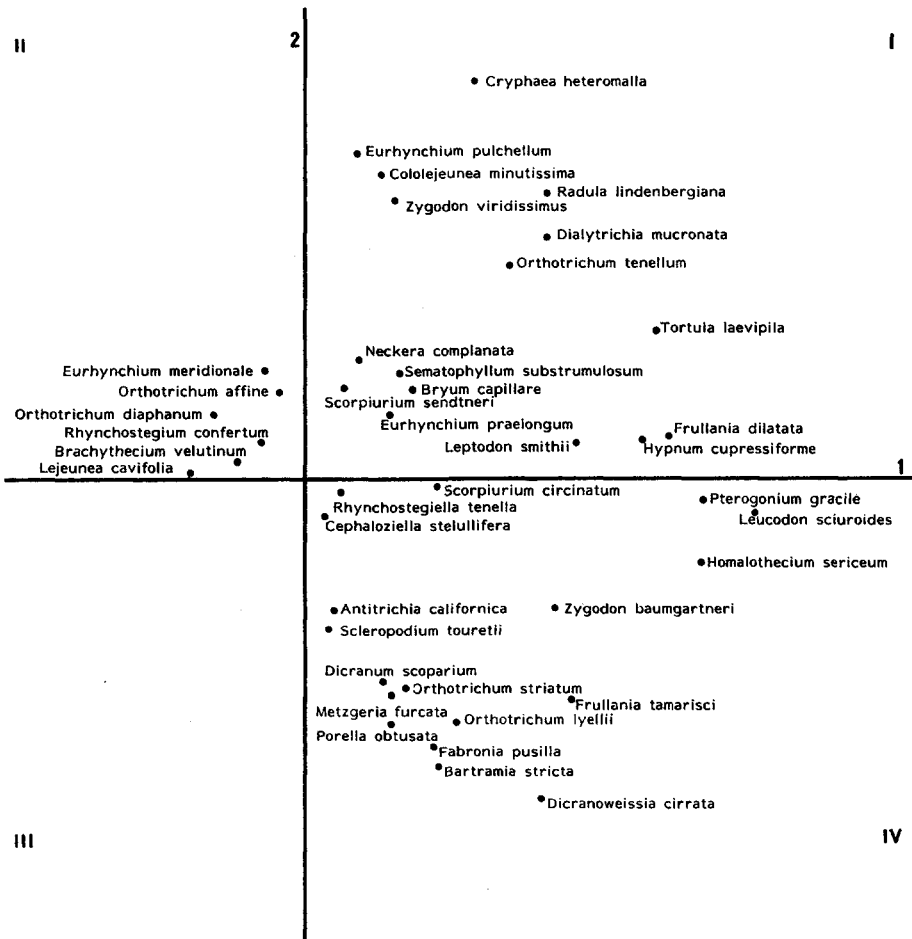 II
2
I
Cryphaea heteromalla
Eurhynchium pulchellum
Cololejeunea minutissima
Radula lindenbergiana
Zygodon viridissimus
Dialytrichia mucronata
Orthotrichum tenellum
Tortula laevipila
Neckera complanata
Eurhynchium meridionale
Sematophyllum substrumulosum
Orthotrichum affine
Bryum capillare
Scorpiurium sendtneri
Orthotrichum diaphanum
Eurhynchium praelongum
Frullania dilatata
Rhynchostegium confertum
Leptodon smithii
Hypnum cupressiforme
Brachythecium velutinum
Lejeunea cavifolia
1
Scorpiurium circinatum
Pterogonium gracile
Rhynchostegiella tenella
Leucodon sciuroides
Cephaloziella stelullifera
Homalothecium sericeum
Antitrichia californica
Zygodon baumgartneri
Scleropodium touretii
Dicranum scoparium
Orthotrichum striatum
Frullania tamarisci
Metzgeria furcata
Orthotrichum lyellii
Porella obtusata
Fabronia pusilla
Bartramia stricta
Dicranoweissia cirrata
III
IV